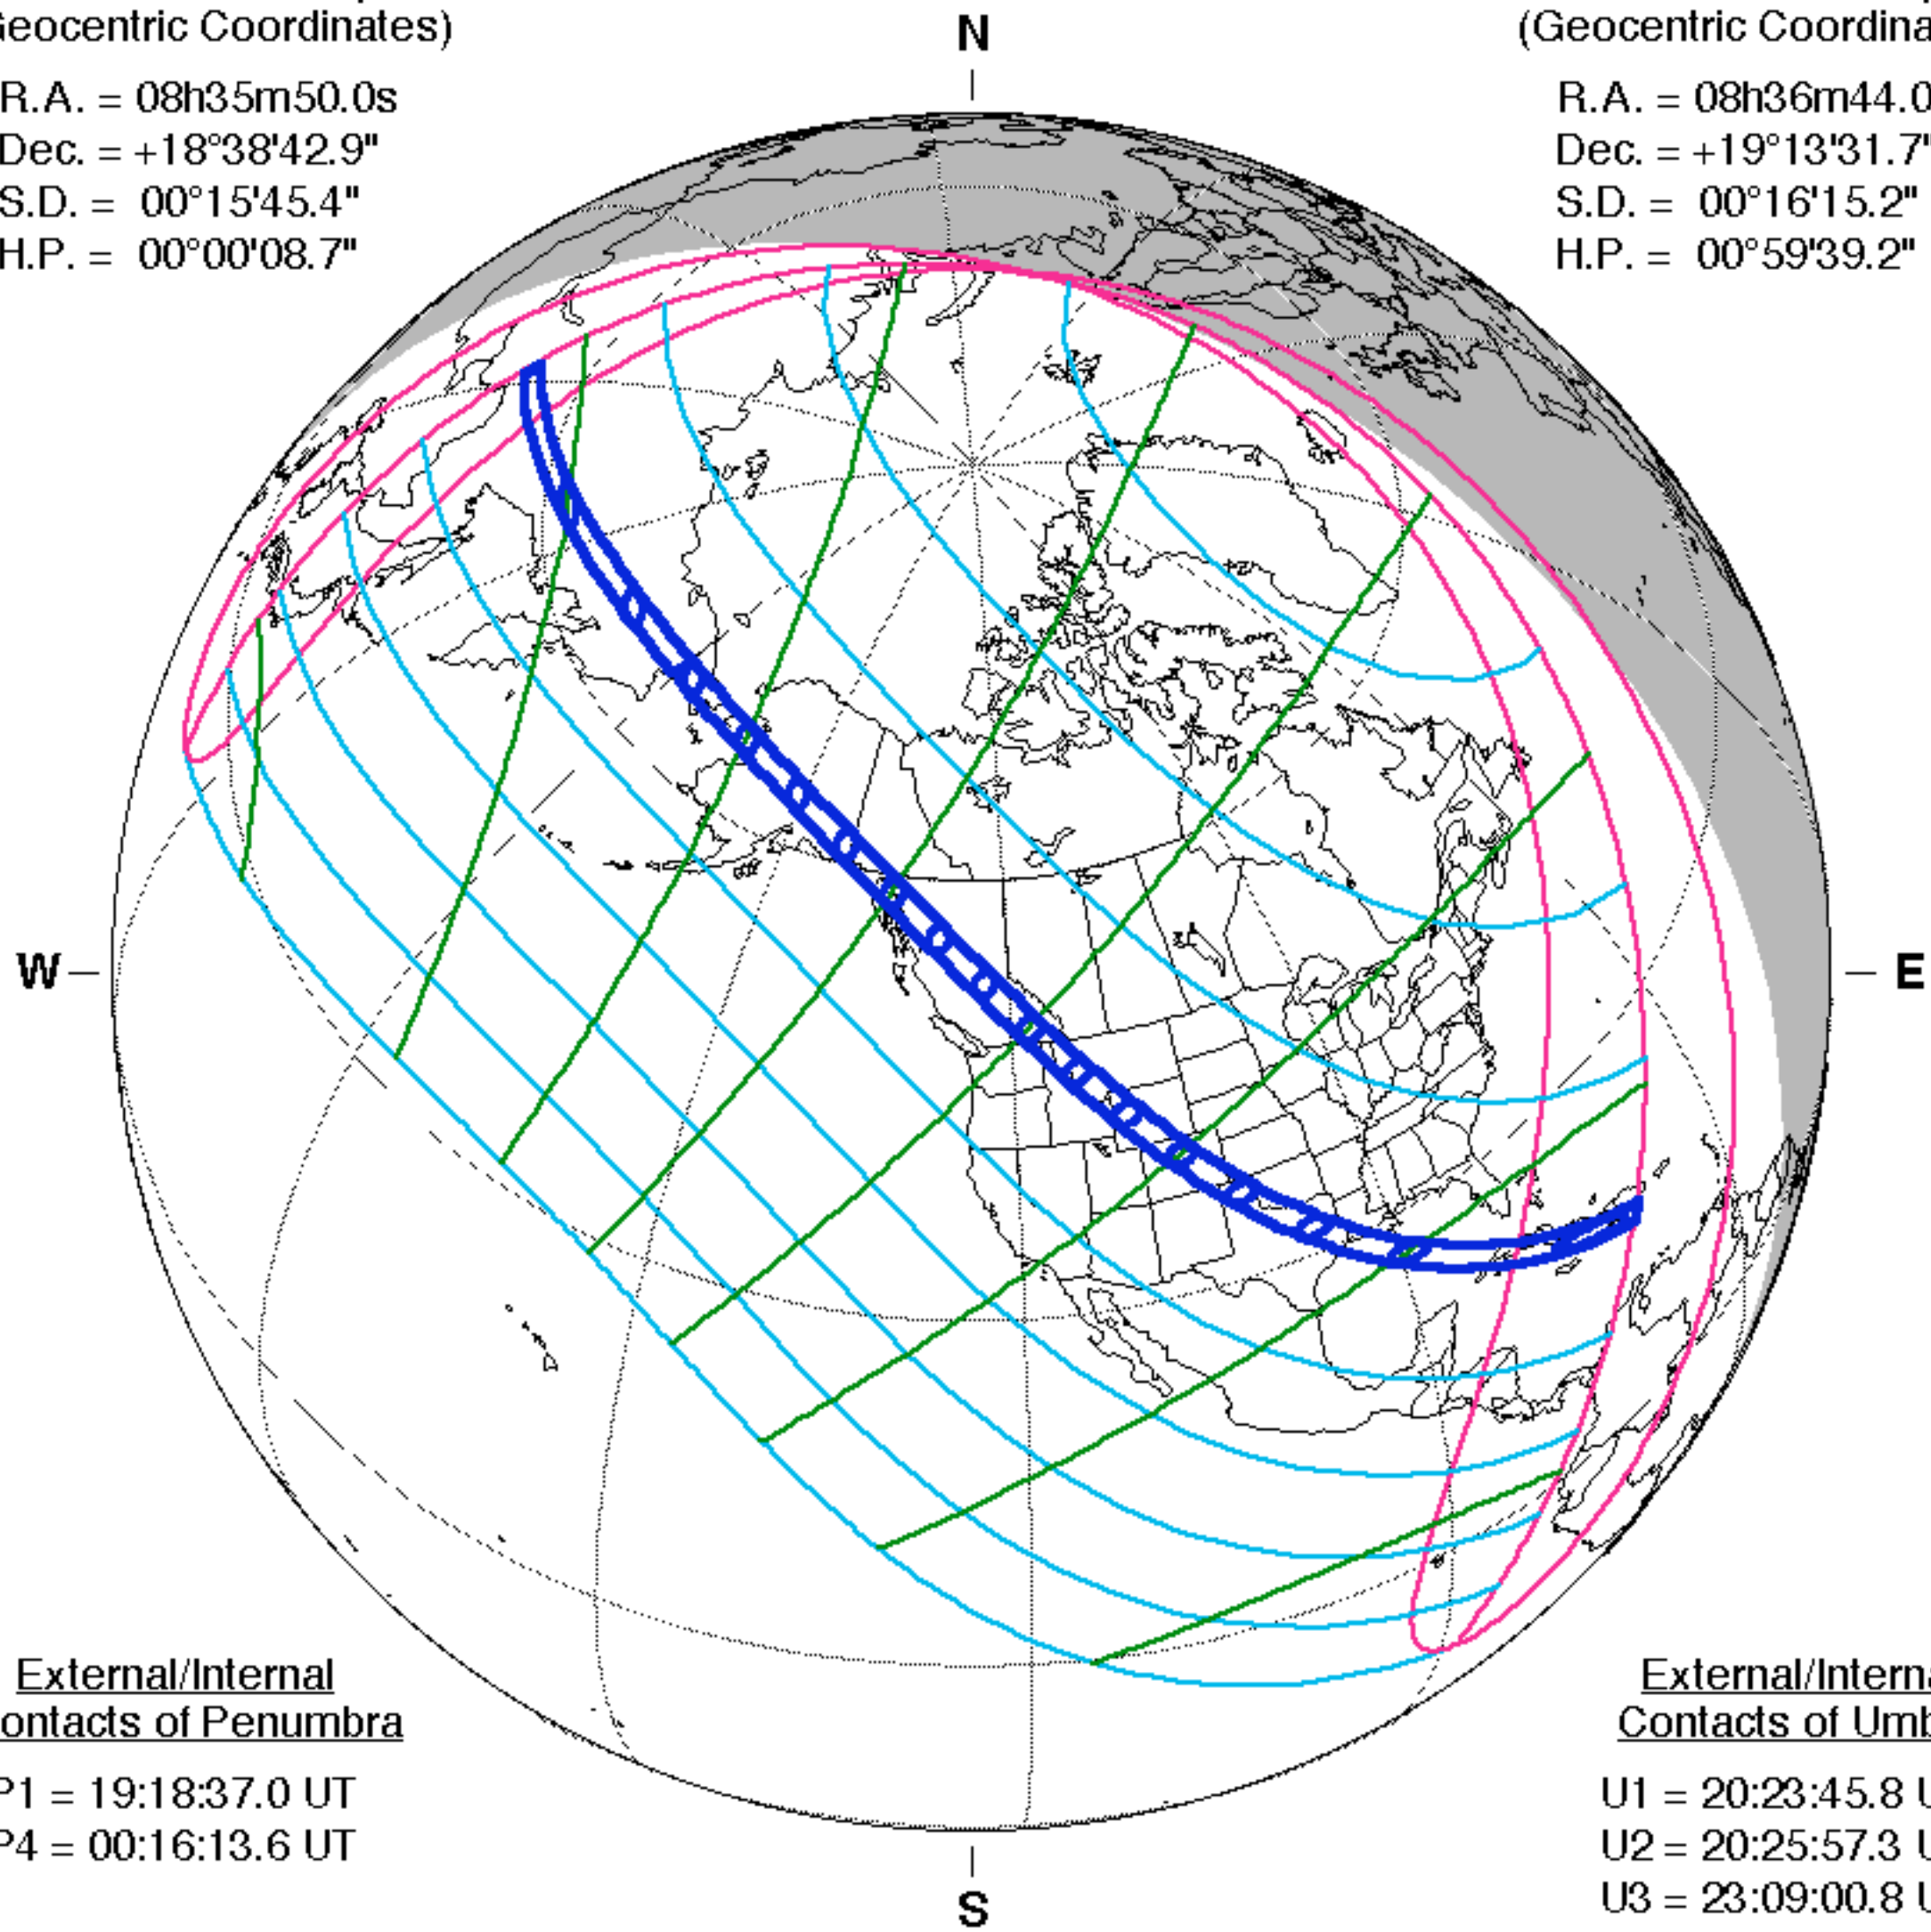 N
Geocentric Coordinates)
R.A. = 08h35m50.0s
Dec. = +18°38'42.9"
S.D. = 00°15'45.4"
H.P. = 00°00'08.7"
(Geocentric Coordina
R.A. = 08h36m44.0
Dec. = +19°13'31.7"
S.D. = 00°16'15.2"
H.P. = 00°59'39.2"
W
E
External/Internal
ontacts of Penumbra
P1 = 19:18:37.0 UT
P4 = 00:16:13.6 UT
External/Interna
Contacts of Umb
U1 = 20:23:45.8 U
U2 = 20:25:57.3 U
U3 = 23:09:00.8 U
S